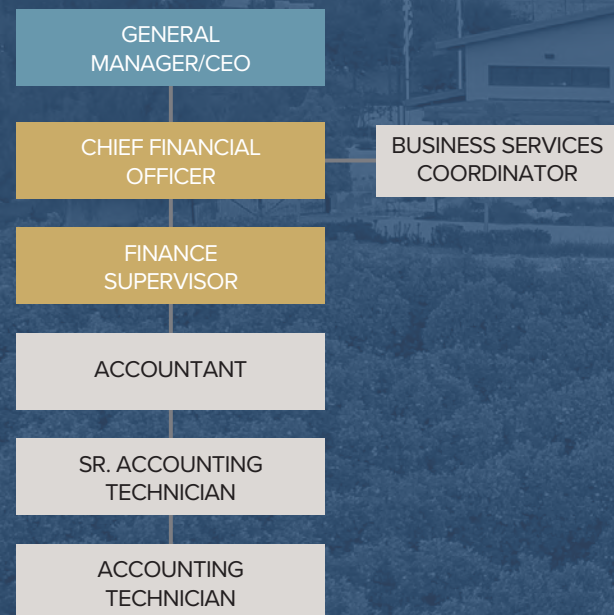 GENERAL
MANAGER/CEO
CHIEF FINANCIAL
OFFICER
BUSINESS SERVICES
COORDINATOR
FINANCE
SUPERVISOR
ACCOUNTANT
SR. ACCOUNTING
TECHNICIAN
ACCOUNTING
TECHNICIAN